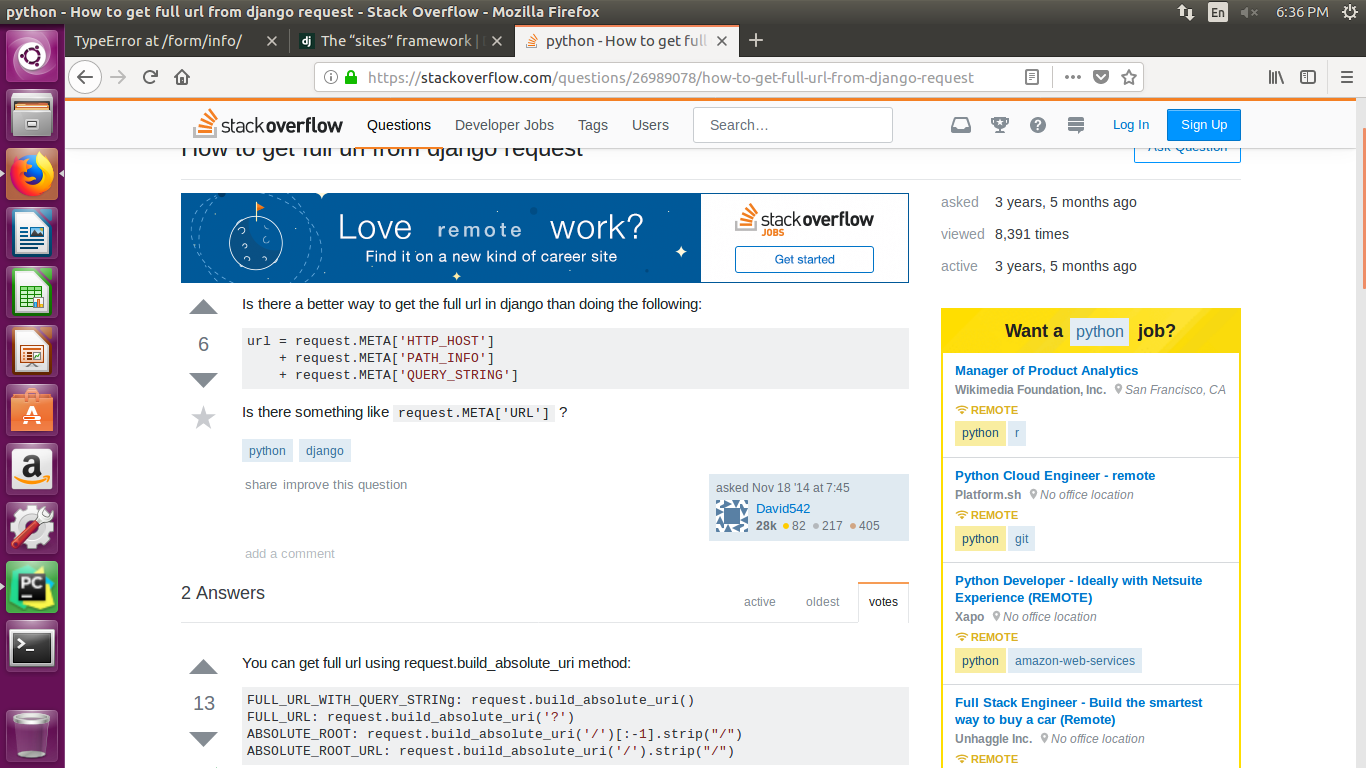 python - How to get full url from django request - Stack Overflow - Mozilla Firefox
En
6:36 PM
TypeError at /form/info/
The “sites” framework |
python - How to get full
https://stackoverflow.com/questions/26989078/how-to-get-full-url-from-django-request
stackoverflow
Questions
Developer Jobs
Tags
Users
Search…
Log In
Sign Up
How to get full url from django request
Ask Question
Love remote work?
Find it on a new kind of career site
stackoverflow
JOBS
Get started
asked 3 years, 5 months ago
viewed 8,391 times
active 3 years, 5 months ago
Is there a better way to get the full url in django than doing the following:
6
url = request.META['HTTP_HOST']
+ request.META['PATH_INFO']
+ request.META['QUERY_STRING']
Is there something like request.META['URL'] ?
python django
share improve this question
asked Nov 18 '14 at 7:45
David542
28k 82 217 405
add a comment
2 Answers
active
oldest
votes
You can get full url using request.build_absolute_uri method:
13
FULL_URL_WITH_QUERY_STRINg: request.build_absolute_uri()
FULL_URL: request.build_absolute_uri('?')
ABSOLUTE_ROOT: request.build_absolute_uri('/')[:-1].strip("/")
ABSOLUTE_ROOT_URL: request.build_absolute_uri('/').strip("/")
Want a python job?
Manager of Product Analytics
Wikimedia Foundation, Inc. San Francisco, CA
REMOTE
python r
Python Cloud Engineer - remote
Platform.sh No office location
REMOTE
python git
Python Developer - Ideally with Netsuite
Experience (REMOTE)
Xapo No office location
REMOTE
python amazon-web-services
Full Stack Engineer - Build the smartest
way to buy a car (Remote)
Unhaggle Inc. No office location
REMOTE